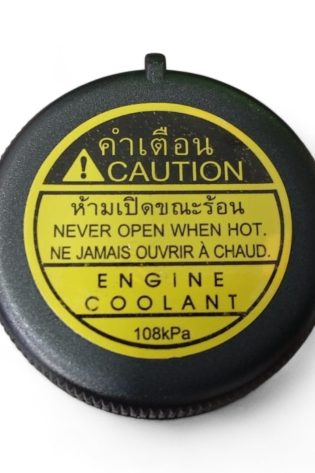 คำเตือน
CAUTION
ห้ามเปิดขณะร้อน
NEVER OPEN WHEN HOT.
NE JAMAIS OUVRIR À CHAUD.
ENGINE
COOLANT
108kPa